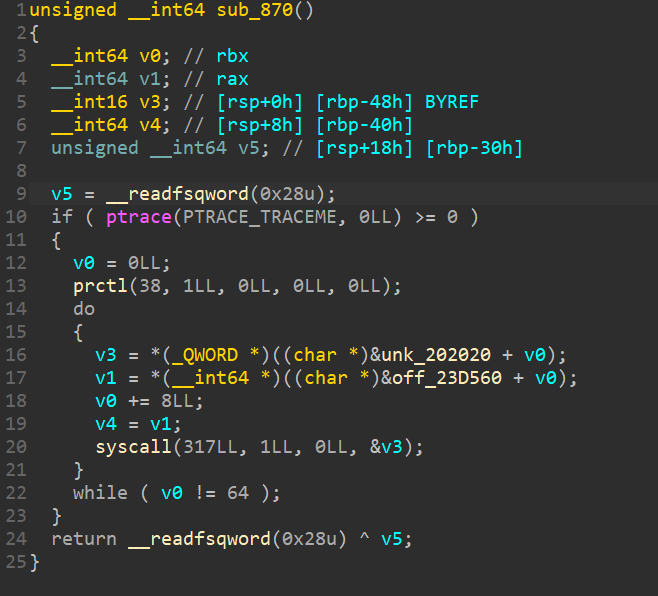 1 unsigned __int64 sub_870()
2 {
3   __int64 v0; // rbx
4   __int64 v1; // rax
5   __int16 v3; // [rsp+0h] [rbp-48h] BYREF
6   __int64 v4; // [rsp+8h] [rbp-40h]
7   unsigned __int64 v5; // [rsp+18h] [rbp-30h]
8
9   v5 = __readfsqword(0x28u);
10   if ( ptrace(PTRACE_TRACEME, 0LL) >= 0 )
11   {
12     v0 = 0LL;
13     prctl(38, 1LL, 0LL, 0LL, 0LL);
14     do
15     {
16       v3 = *(_QWORD *)((char *)&unk_202020 + v0);
17       v1 = *(__int64 *)((char *)&off_23D560 + v0);
18       v0 += 8LL;
19       v4 = v1;
20       syscall(317LL, 1LL, 0LL, &v3);
21     }
22     while ( v0 != 64 );
23   }
24   return __readfsqword(0x28u) ^ v5;
25 }